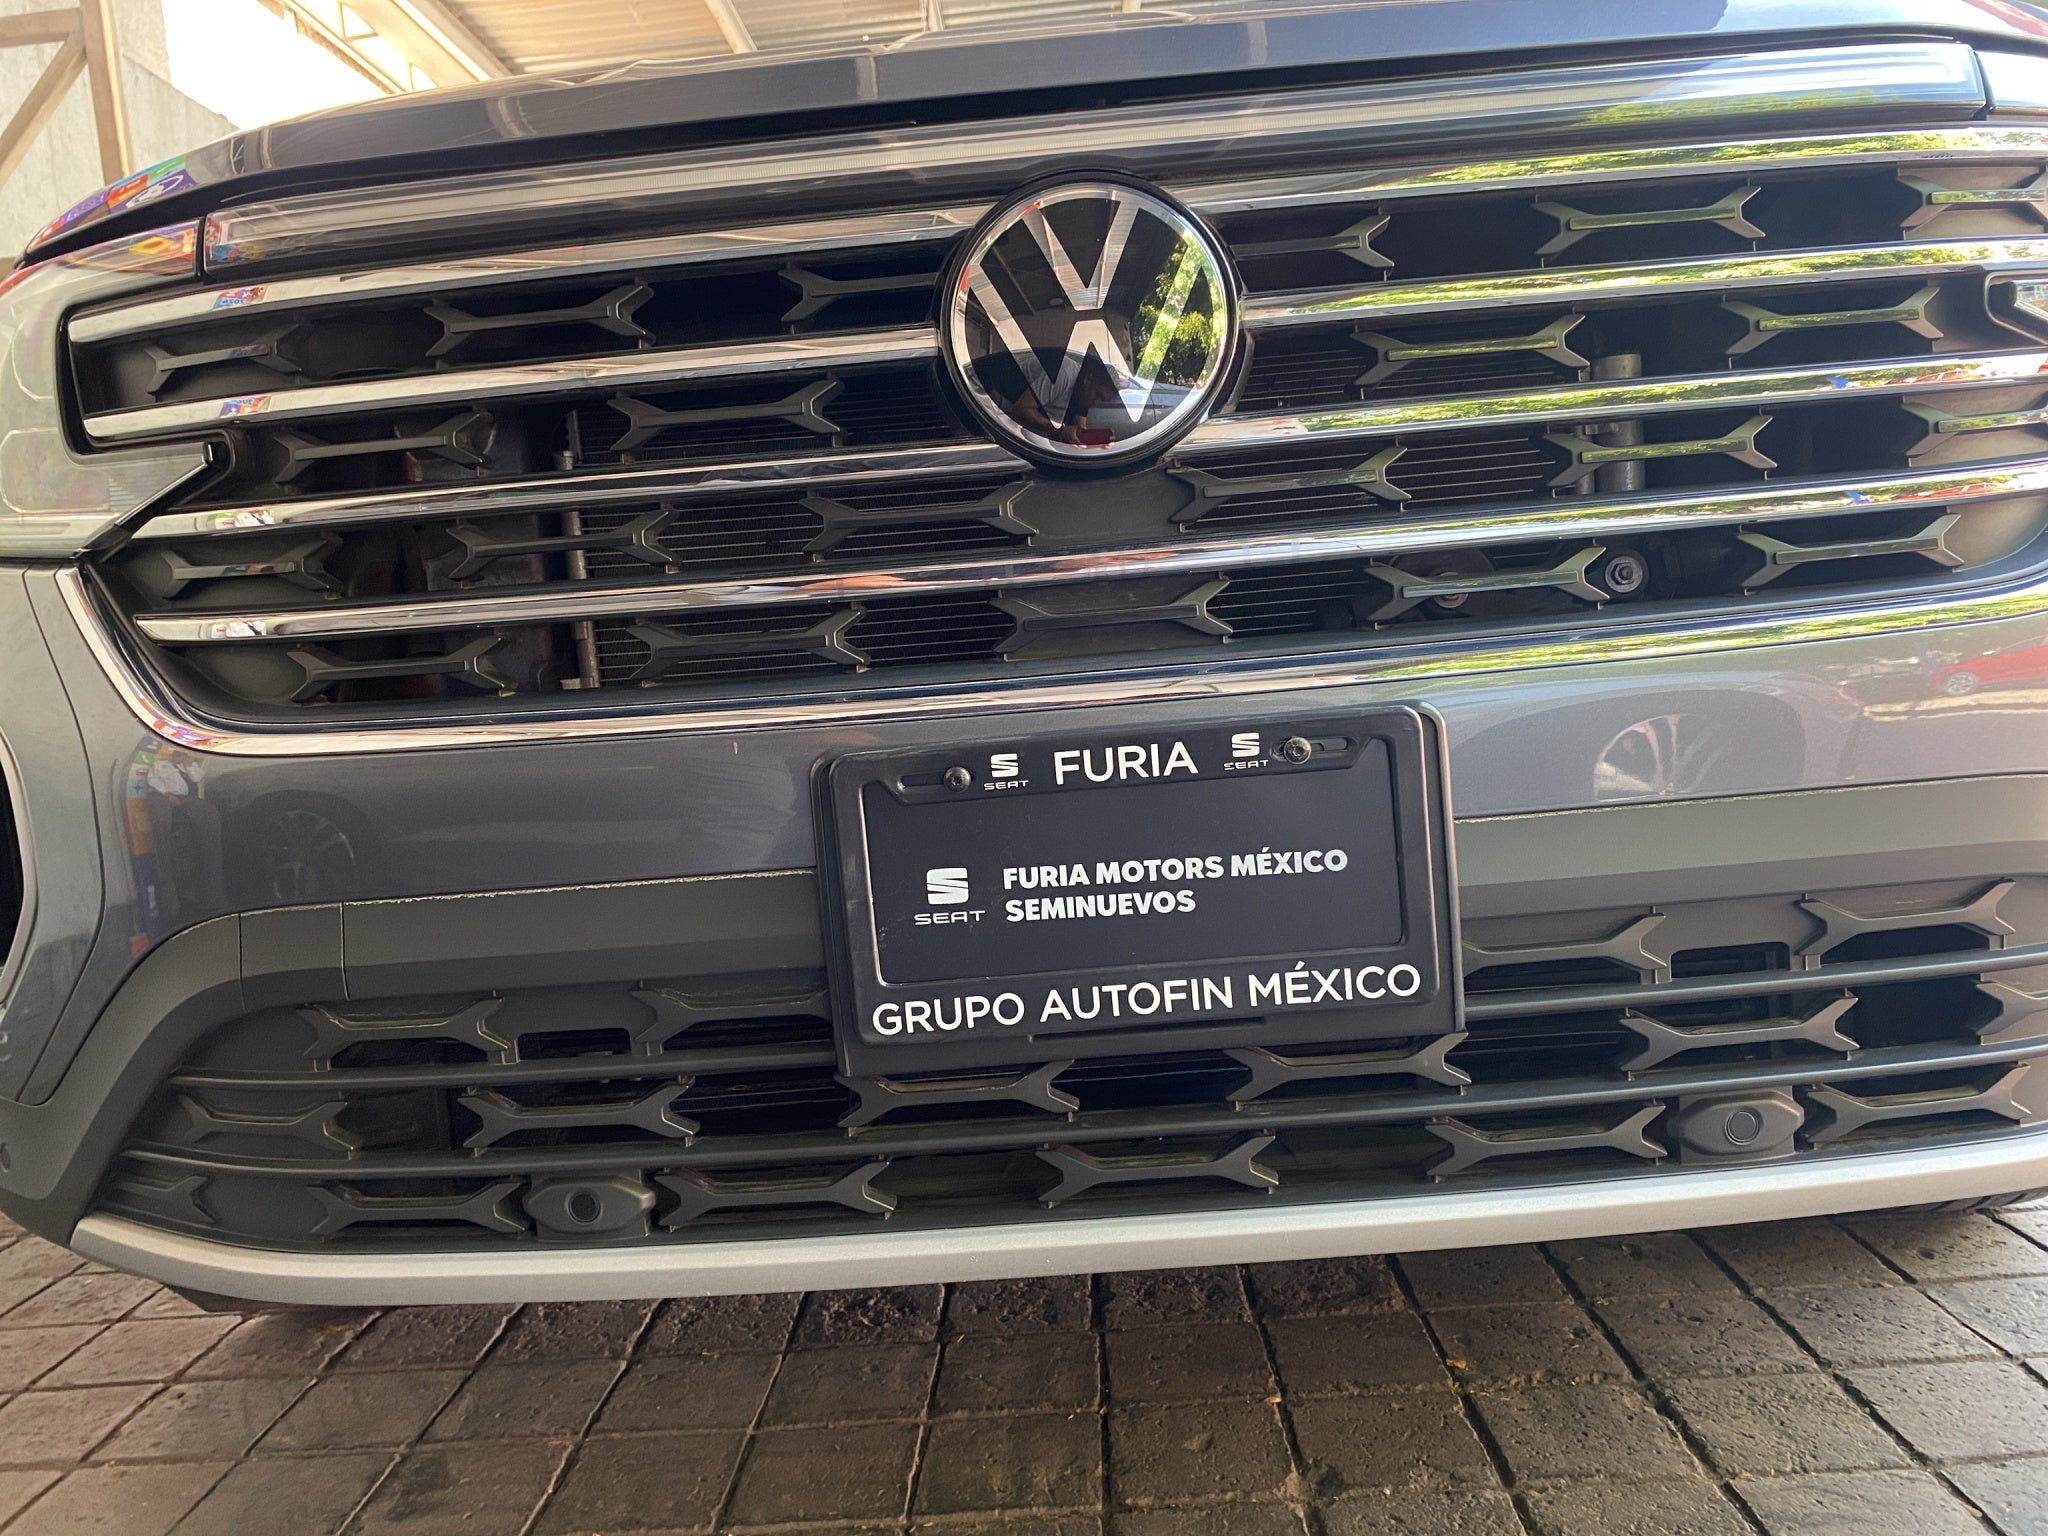 SEAT FURIA SEAT
SEAT
FURIA MOTORS MÉXICO
SEMINUEVOS
GRUPO AUTOFIN MÉXICO